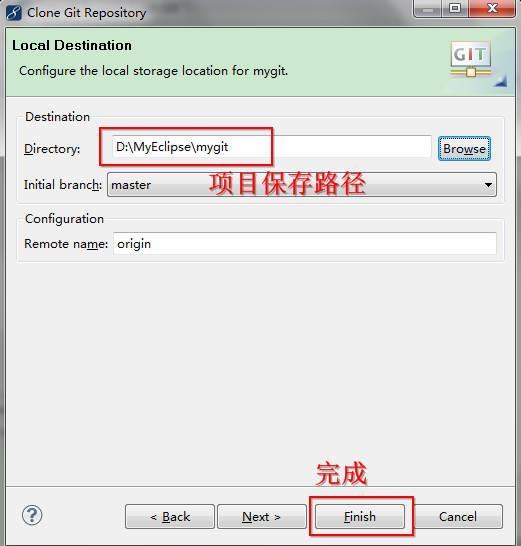 Clone Git Repository
Local Destination
Configure the local storage location for mygit.
GIT
Destination
Directory: D:\MyEclipse\mygit Browse
Initial branch: master
项目保存路径
Configuration
Remote name: origin
完成
? < Back Next > Finish Cancel